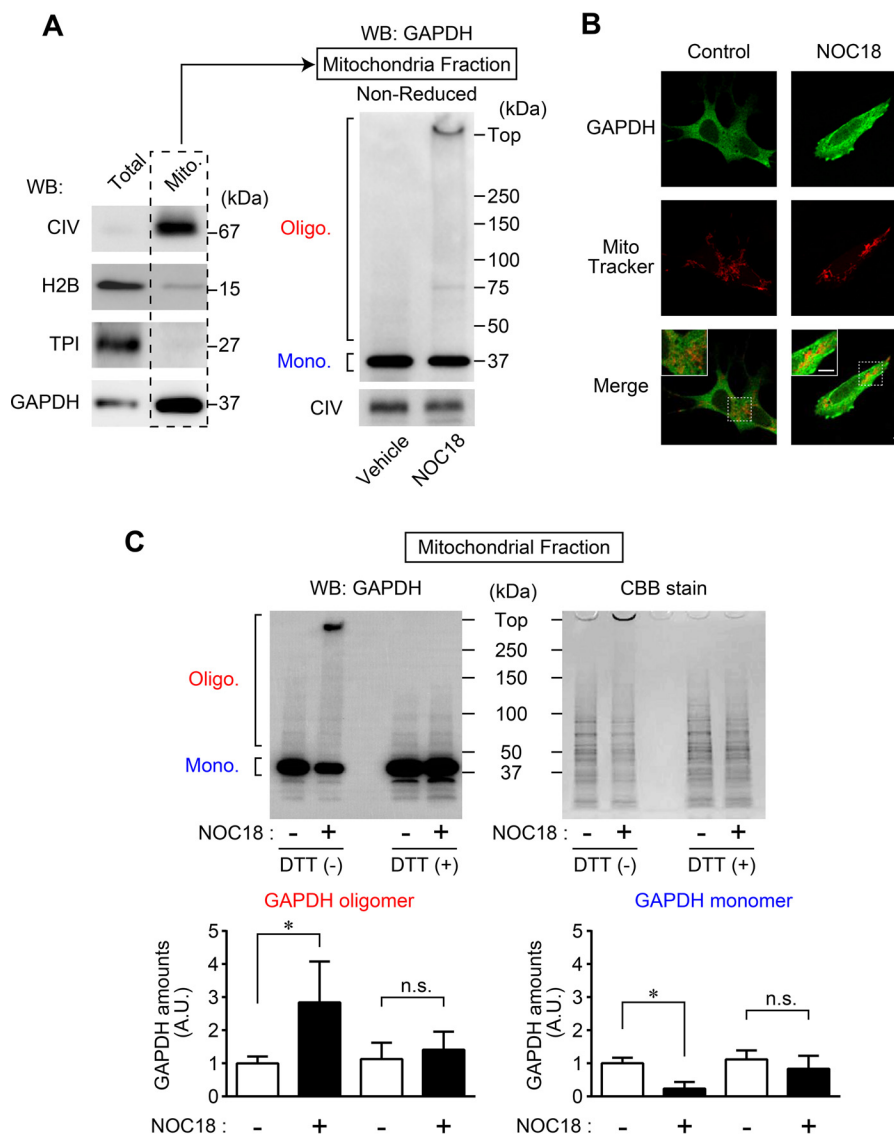 A
WB: GAPDH
Mitochondria Fraction
Non-Reduced
(kDa)
WB:
Total
Mito.
(kDa)
CIV
67
H2B
15
TPI
27
GAPDH
37
Oligo.
Mono.
Top
250
150
100
75
50
37
CIV
Vehicle
NOC18
B
Control
NOC18
GAPDH
Mito
Tracker
Merge
C
Mitochondrial Fraction
WB: GAPDH
(kDa)
CBB stain
Oligo.
Mono.
Top
250
150
100
50
37
NOC18 : - + - +
DTT (-) DTT (+)
NOC18 : - + - +
DTT (-) DTT (+)
GAPDH oligomer
GAPDH amounts
(A.U.)
5
4
3
2
1
0
*
n.s.
NOC18 : - + - +
GAPDH monomer
GAPDH amounts
(A.U.)
5
4
3
2
1
0
*
n.s.
NOC18 : - + - +